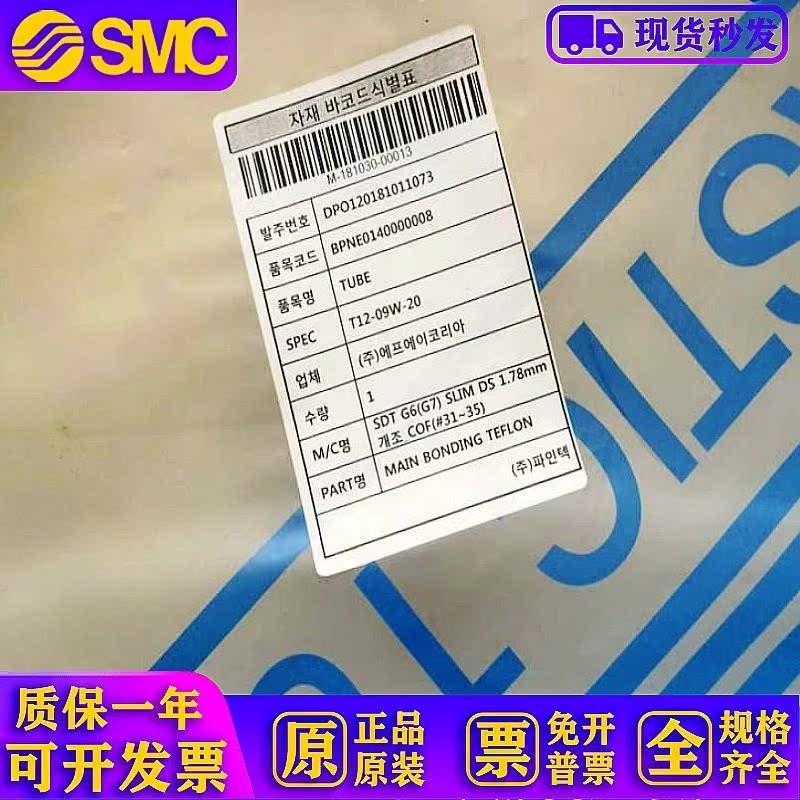 SMC
现货秒发
자재 바코드식별표
M-181030-00013
발주번호 DPO120181011073
품목코드 BPNE0140000008
품목명 TUBE
SPEC T12-09W-20
업체 (주)에프에이코리아
수량 1
M/C명 SDT G6(G7) SLIM DS 1.78mm
개조 COF(#31~35)
PART명 MAIN BONDING TEFLON
(주)파인텍
STIC
质保一年
可开发票
原 正品
原装
票 免开
普票
全 规格
齐全